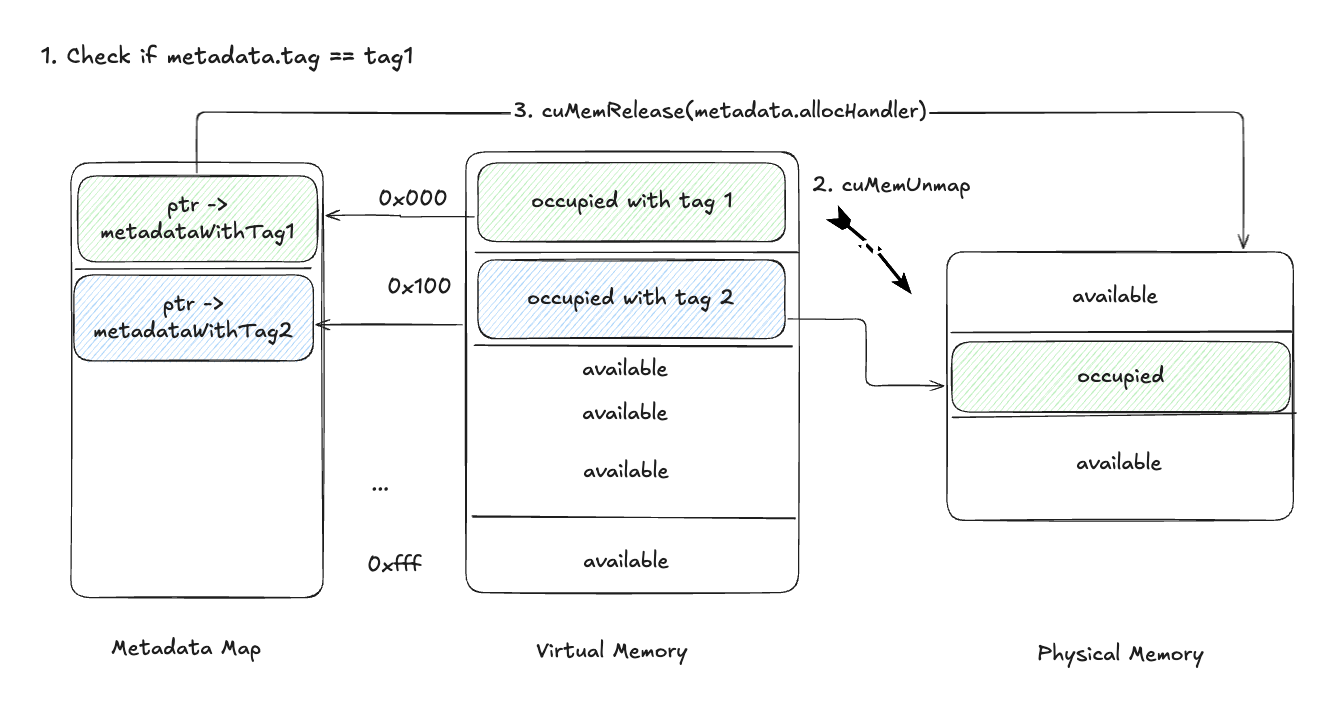 1. Check if metadata.tag == tag1
3. cuMemRelease(metadata.allocHandler)
ptr ->
metadataWithTag1
ptr ->
metadataWithTag2
Metadata Map
0x000
0x100
...
0xfff
occupied with tag 1
occupied with tag 2
available
available
available
available
Virtual Memory
2. cuMemUnmap
available
occupied
available
Physical Memory